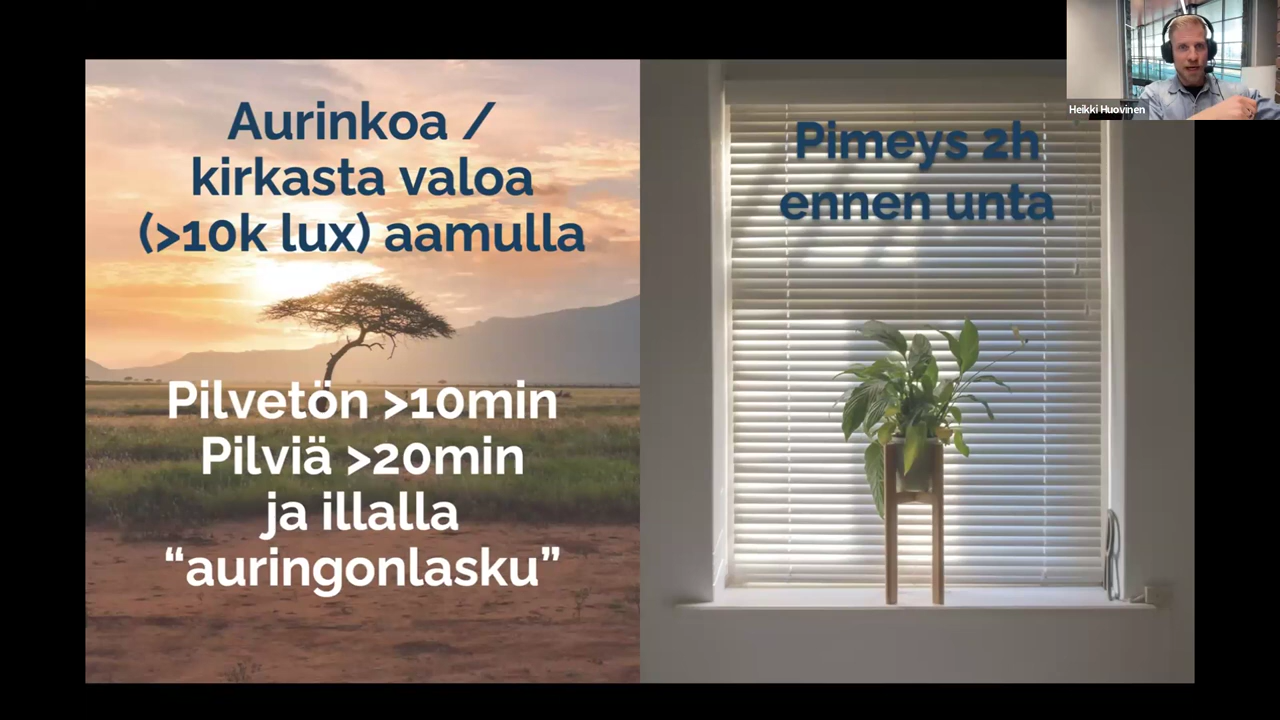 Aurinkoa /
kirkasta valoa
(>10k lux) aamulla
Pilvetön >10min
Pilviä >20min
ja illalla
“auringonlasku”
Pimeys 2h
ennen unta
Heikki Huovinen